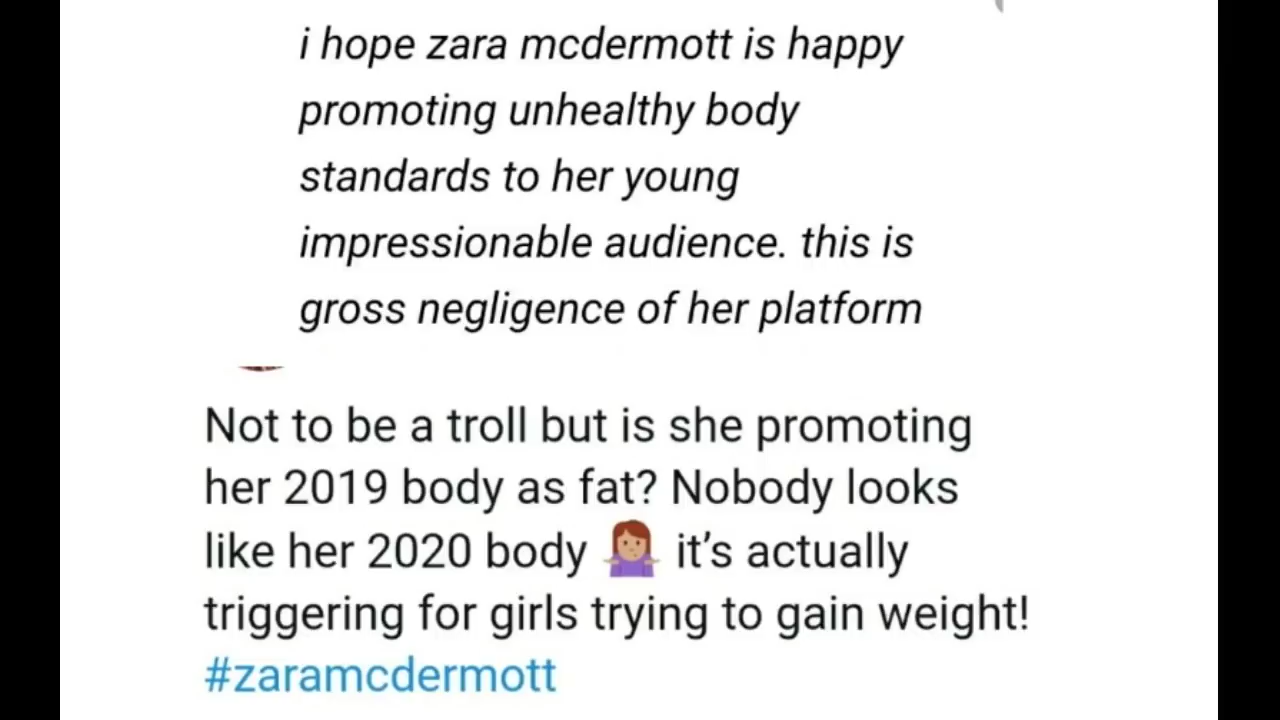 i hope zara mcdermott is happy
promoting unhealthy body
standards to her young
impressionable audience. this is
gross negligence of her platform
Not to be a troll but is she promoting
her 2019 body as fat? Nobody looks
like her 2020 body 🤷🏽‍♀️ it’s actually
triggering for girls trying to gain weight!
#zaramcdermott